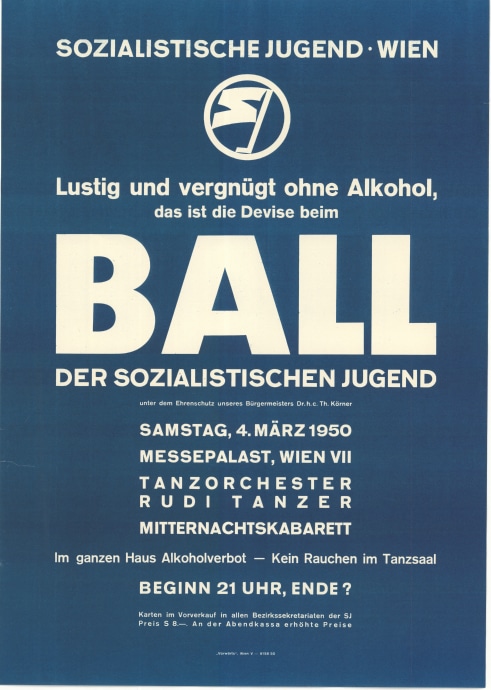 SOZIALISTISCHE JUGEND · WIEN
SJ
Lustig und vergnügt ohne Alkohol,
das ist die Devise beim
BALL
DER SOZIALISTISCHEN JUGEND
unter dem Ehrenschutz unseres Bürgermeisters Dr.h.c. Th. Körner
SAMSTAG, 4. MÄRZ 1950
MESSEPALAST, WIEN VII
TANZORCHESTER
RUDI TANZER
MITTERNACHTSKABARETT
Im ganzen Haus Alkoholverbot — Kein Rauchen im Tanzsaal
BEGINN 21 UHR, ENDE ?
Karten im Vorverkauf in allen Bezirkssekretariaten der SJ
Preis S 8.—. An der Abendkassa erhöhte Preise
„Vorwärts“, Wien V. –